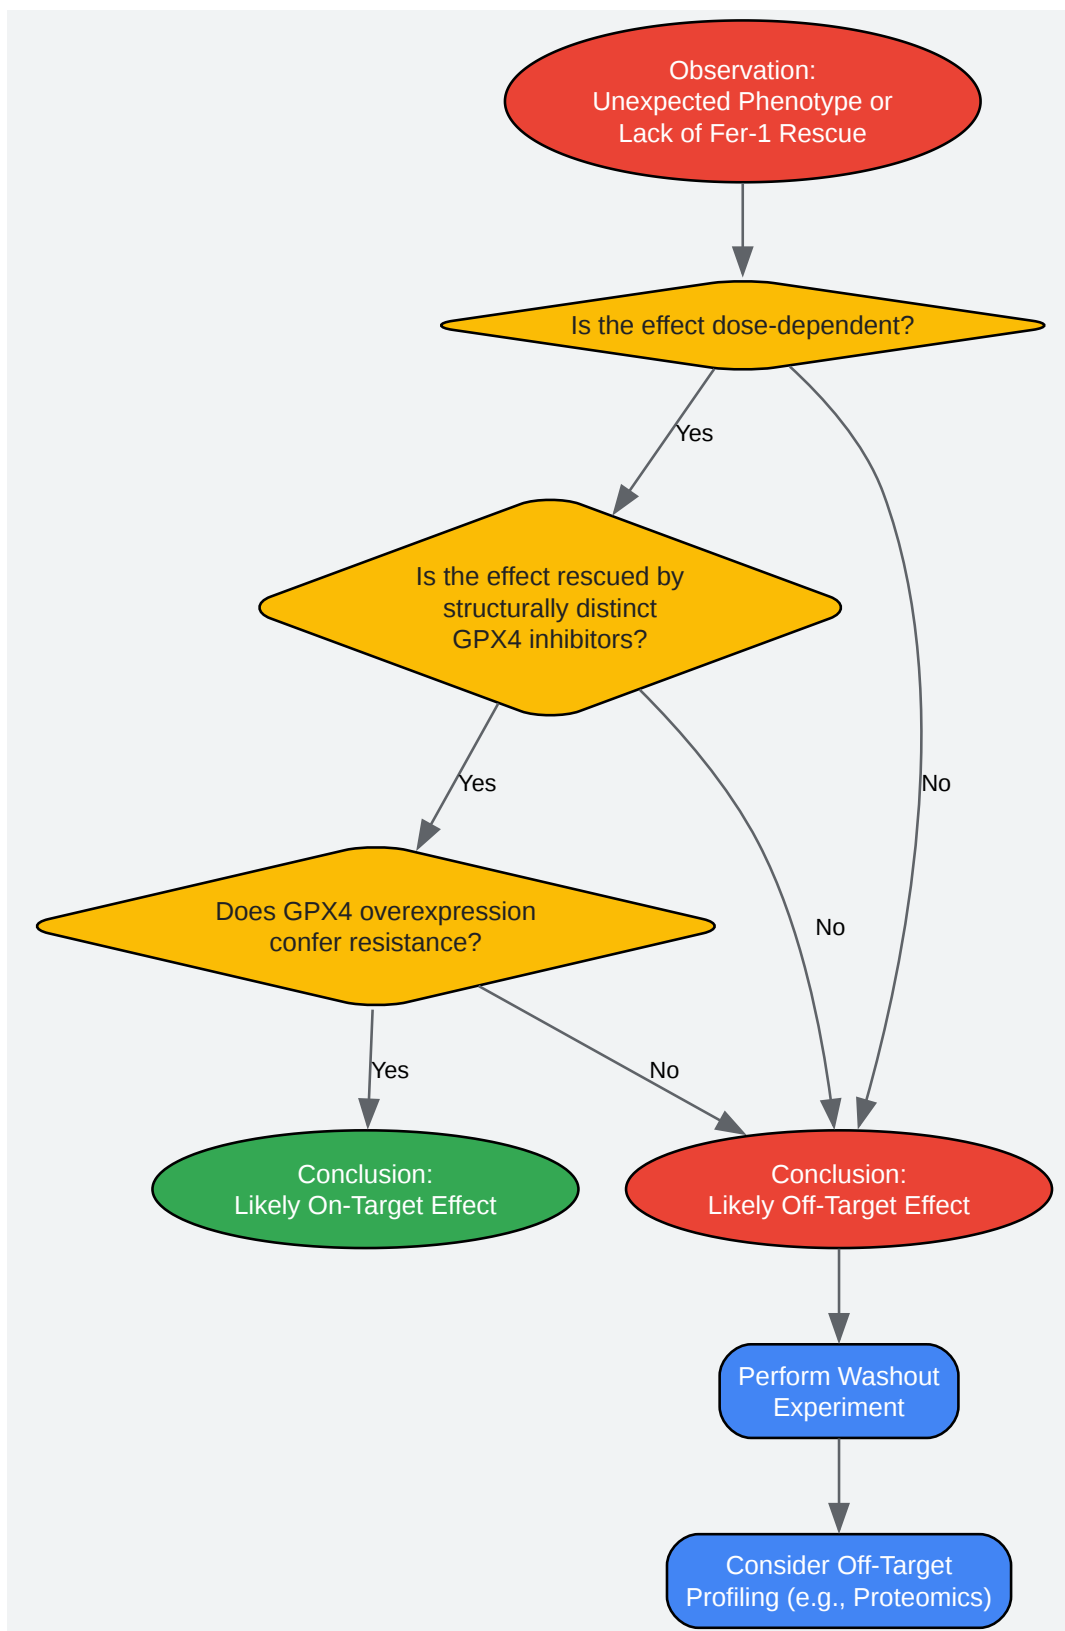 Observation:
Unexpected Phenotype or
Lack of Fer-1 Rescue
Is the effect dose-dependent?
Yes
No
Is the effect rescued by
structurally distinct
GPX4 inhibitors?
Yes
No
Does GPX4 overexpression
confer resistance?
Yes
No
Conclusion:
Likely On-Target Effect
Conclusion:
Likely Off-Target Effect
Perform Washout
Experiment
Consider Off-Target
Profiling (e.g., Proteomics)